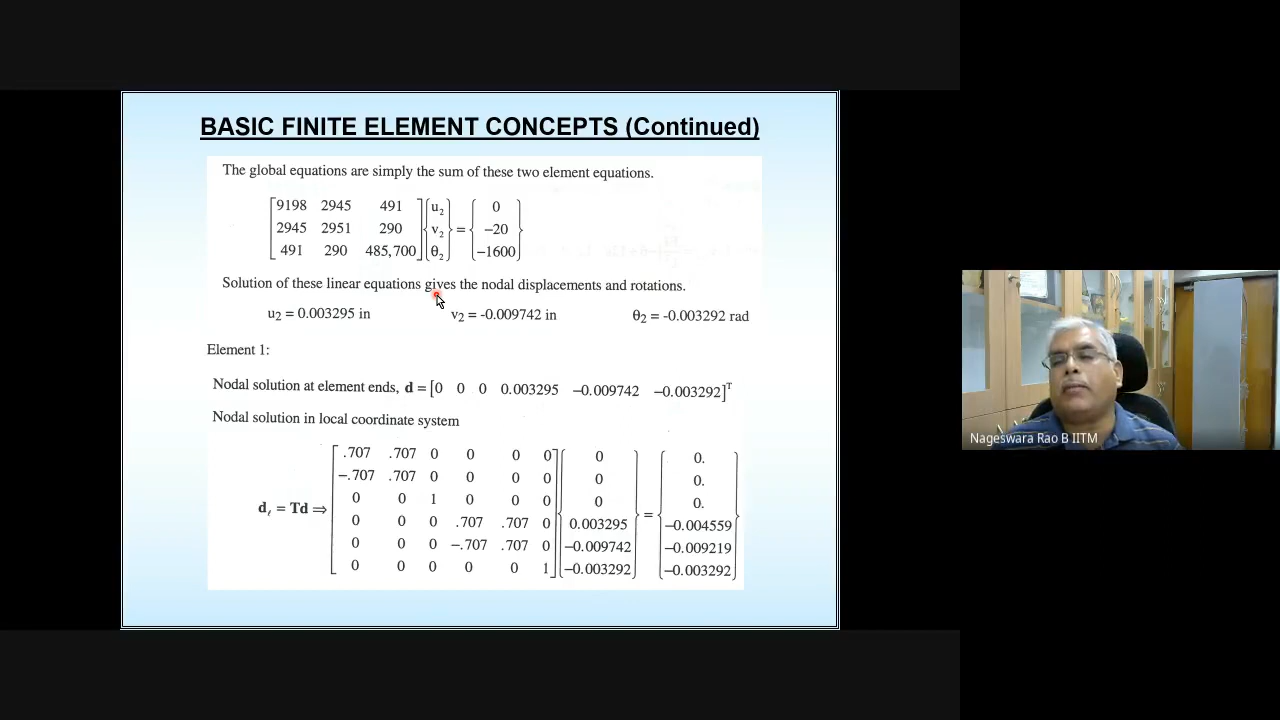 BASIC FINITE ELEMENT CONCEPTS (Continued)
The global equations are simply the sum of these two element equations.
[9198 2945 491] {u₂} = {0}
[2945 2951 290] {v₂} = {−20}
[491 290 485,700] {θ₂} = {−1600}
Solution of these linear equations gives the nodal displacements and rotations.
u₂ = 0.003295 in v₂ = -0.009742 in θ₂ = -0.003292 rad
Element 1:
Nodal solution at element ends, d = [0 0 0 0.003295 −0.009742 −0.003292]ᵀ
Nodal solution in local coordinate system
.707 .707 0 0 0 0 0 0.
−.707 .707 0 0 0 0 0 0.
0 0 1 0 0 0 0 0.
dℓ = Td ⇒ =
0 0 0 .707 .707 0 0.003295 −0.004559
0 0 0 −.707 .707 0 −0.009742 −0.009219
0 0 0 0 0 1 −0.003292 −0.003292
Nageswara Rao B IITM